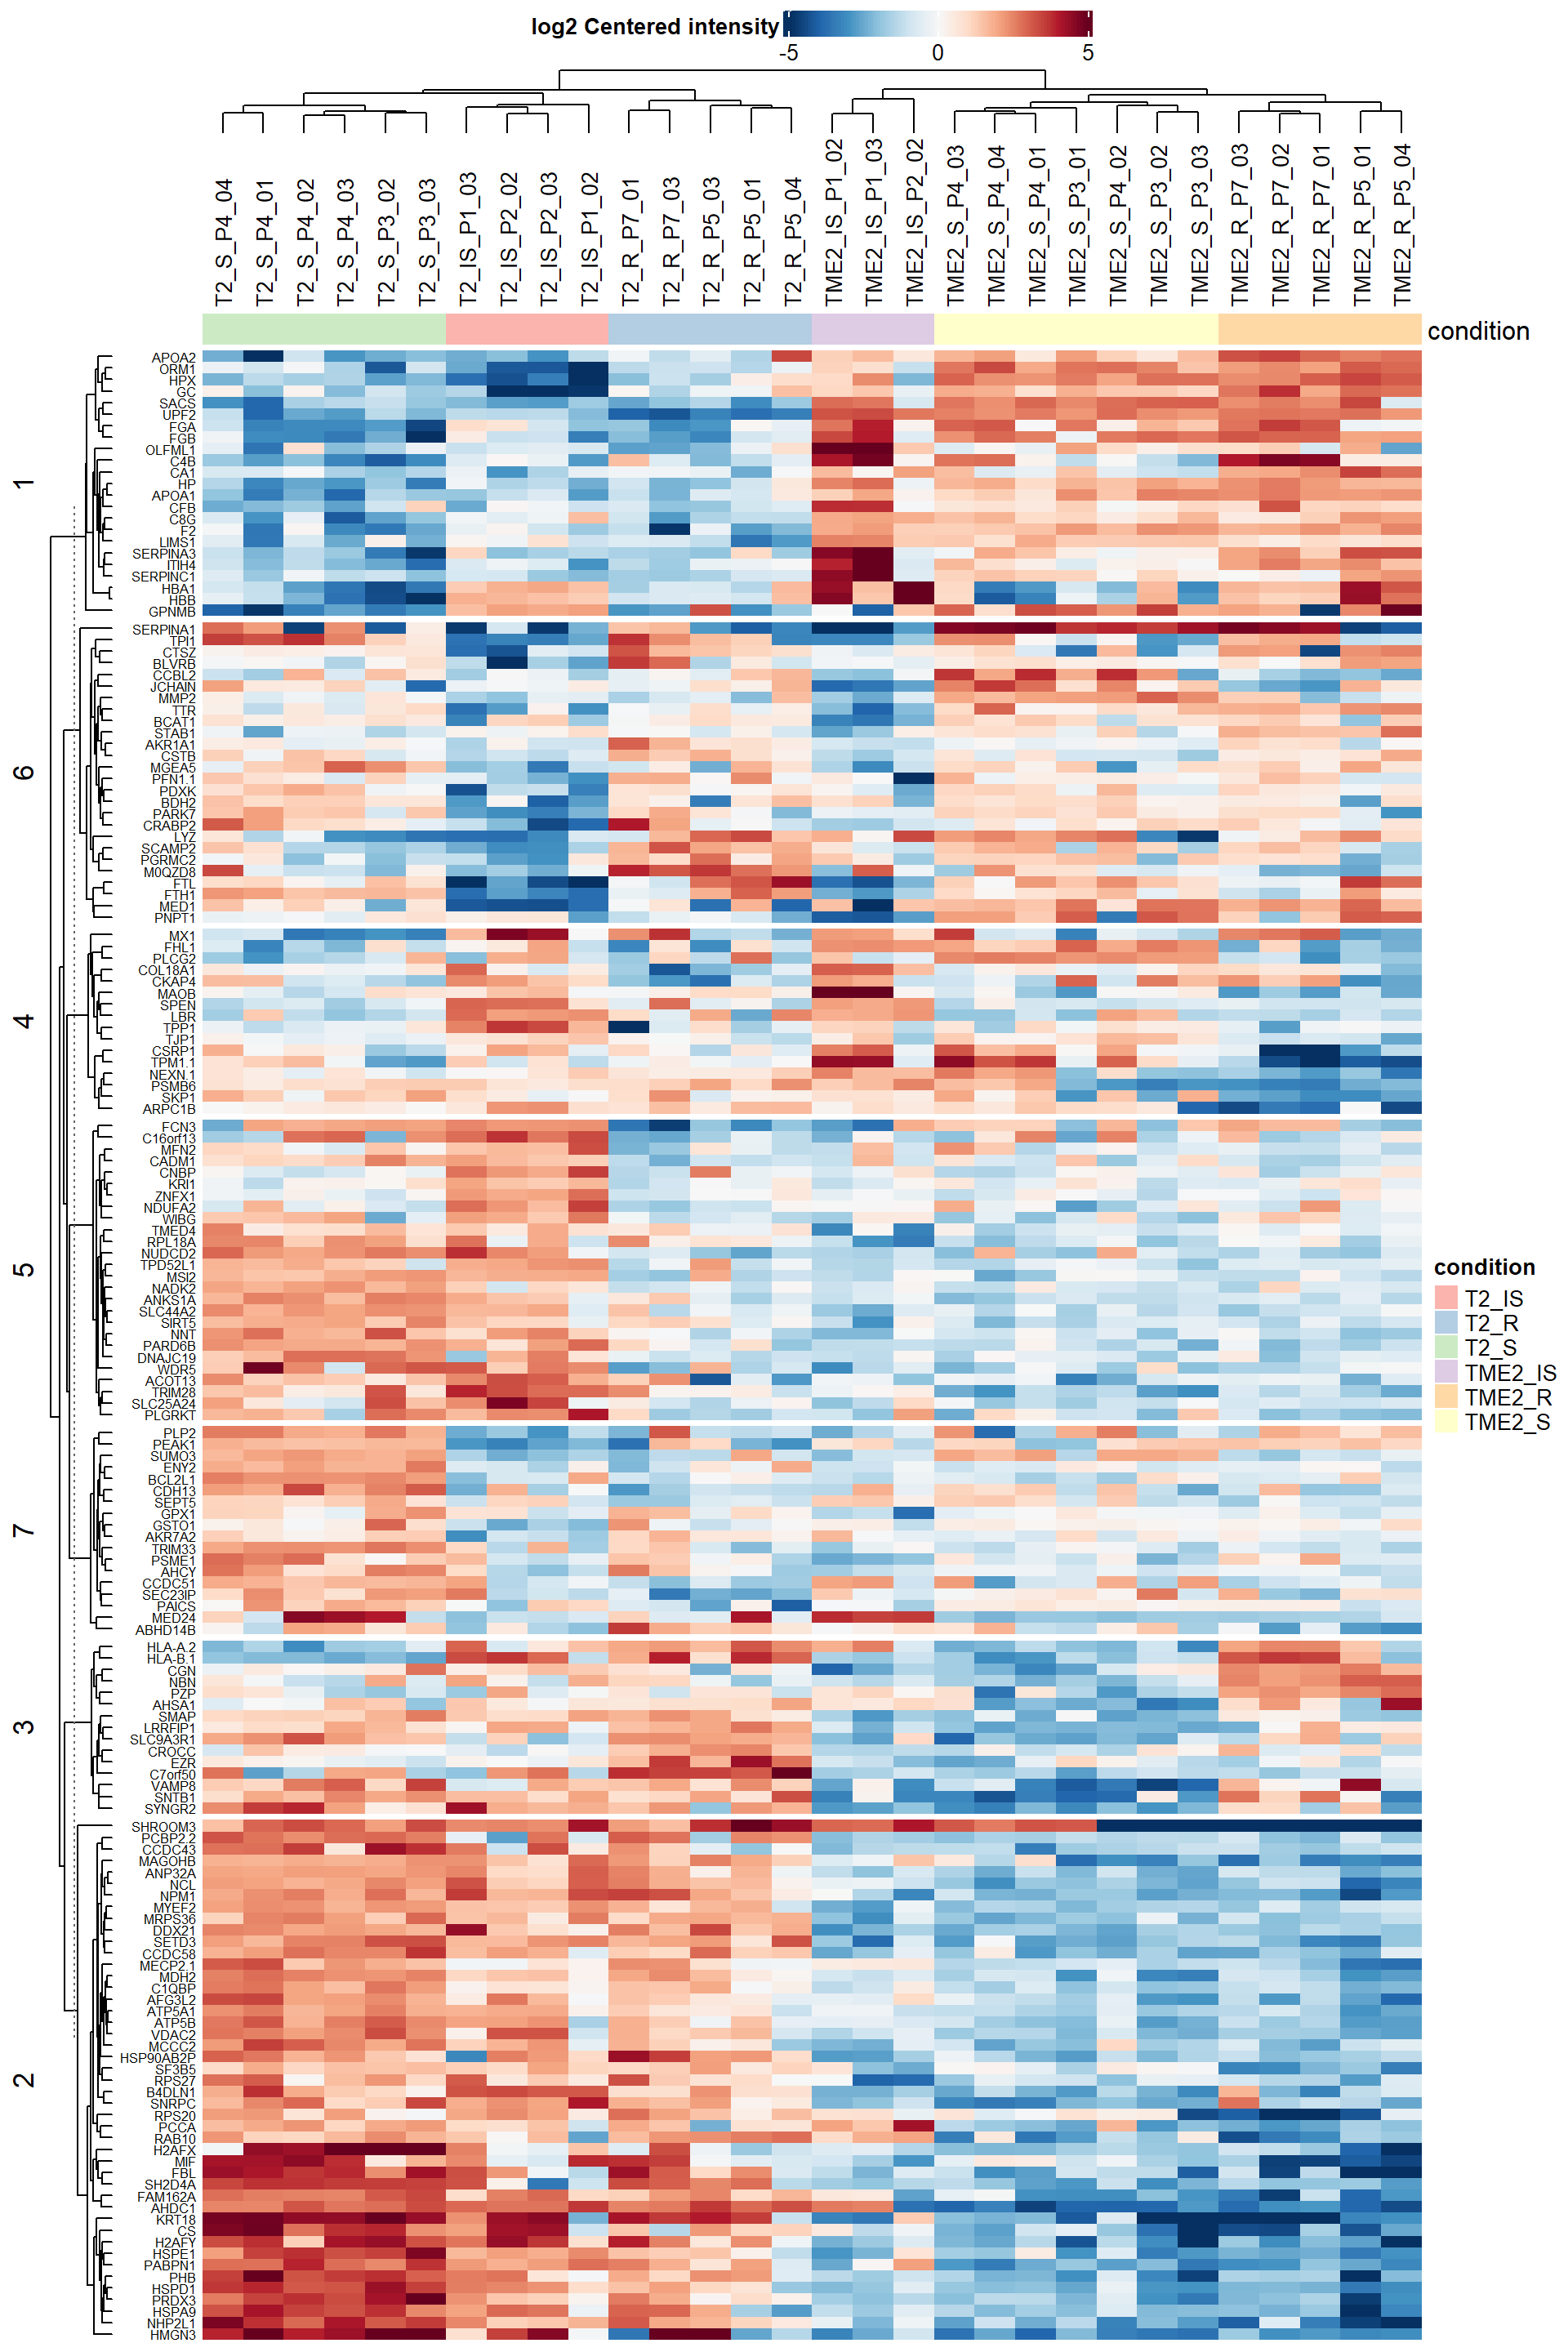 log2 Centered intensity
-5 0 5
T2_S_P4_04
T2_S_P4_01
T2_S_P4_02
T2_S_P4_03
T2_S_P3_02
T2_S_P3_03
T2_IS_P1_03
T2_IS_P2_02
T2_IS_P2_03
T2_IS_P1_02
T2_R_P7_01
T2_R_P7_03
T2_R_P5_03
T2_R_P5_01
T2_R_P5_04
TME2_IS_P1_02
TME2_IS_P1_03
TME2_IS_P2_02
TME2_S_P4_03
TME2_S_P4_04
TME2_S_P4_01
TME2_S_P3_01
TME2_S_P4_02
TME2_S_P3_02
TME2_S_P3_03
TME2_R_P7_03
TME2_R_P7_02
TME2_R_P7_01
TME2_R_P5_01
TME2_R_P5_04
condition
1
APOA2
ORM1
HPX
GC
SACS
UPF2
FGA
FGB
OLFML1
C4B
CA1
HP
APOA1
CFB
C8G
F2
LIMS1
SERPINA3
ITIH4
SERPINC1
HBA1
HBB
GPNMB
6
SERPINA1
TPI1
CTSZ
BLVRB
CCBL2
JCHAIN
MMP2
TTR
BCAT1
STAB1
AKR1A1
CSTB
MGEA5
PFN1.1
PDXK
BDH2
PARK7
CRABP2
LYZ
SCAMP2
PGRMC2
M0QZD8
FTL
FTH1
MED1
PNPT1
4
MX1
FHL1
PLCG2
COL18A1
CKAP4
MAOB
SPEN
LBR
TPP1
TJP1
CSRP1
TPM1.1
NEXN.1
PSMB6
SKP1
ARPC1B
5
FCN3
C16orf13
MFN2
CADM1
CNBP
KRI1
ZNFX1
NDUFA2
WIBG
TMED4
RPL18A
NUDCD2
TPD52L1
MSI2
NADK2
ANKS1A
SLC44A2
SIRT5
NNT
PARD6B
DNAJC19
WDR5
ACOT13
TRIM28
SLC25A24
PLGRKT
7
PLP2
PEAK1
SUMO3
ENY2
BCL2L1
CDH13
SEPT5
GPX1
GSTO1
AKR7A2
TRIM33
PSME1
AHCY
CCDC51
SEC23IP
PAICS
MED24
ABHD14B
3
HLA-A.2
HLA-B.1
CGN
NBN
PZP
AHSA1
SMAP
LRRFIP1
SLC9A3R1
CROCC
EZR
C7orf50
VAMP8
SNTB1
SYNGR2
2
SHROOM3
PCBP2.2
CCDC43
MAGOHB
ANP32A
NCL
NPM1
MYEF2
MRPS36
DDX21
SETD3
CCDC58
MECP2.1
MDH2
C1QBP
AFG3L2
ATP5A1
ATP5B
VDAC2
MCCC2
HSP90AB2P
SF3B5
RPS27
B4DLN1
SNRPC
RPS20
PCCA
RAB10
H2AFX
MIF
FBL
SH2D4A
FAM162A
AHDC1
KRT18
CS
H2AFY
HSPE1
PABPN1
PHB
HSPD1
PRDX3
HSPA9
NHP2L1
HMGN3
condition
T2_IS
T2_R
T2_S
TME2_IS
TME2_R
TME2_S